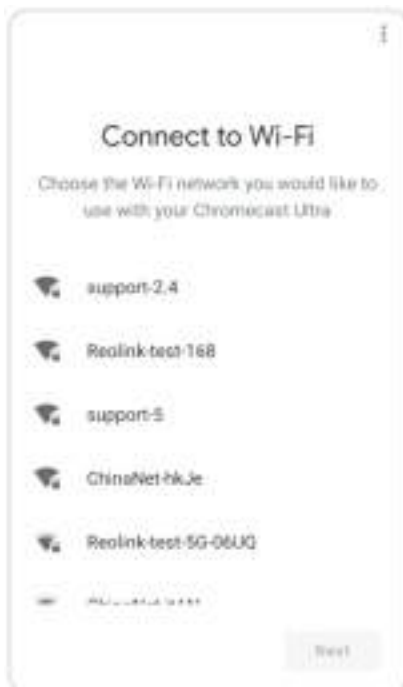 Connect to Wi-Fi
Choose the Wi-Fi network you would like to
use with your Chromecast Ultra
support-2.4
Reolink-test-168
support-5
ChinaNet-hkJe
Reolink-test-5G-06UQ
Next